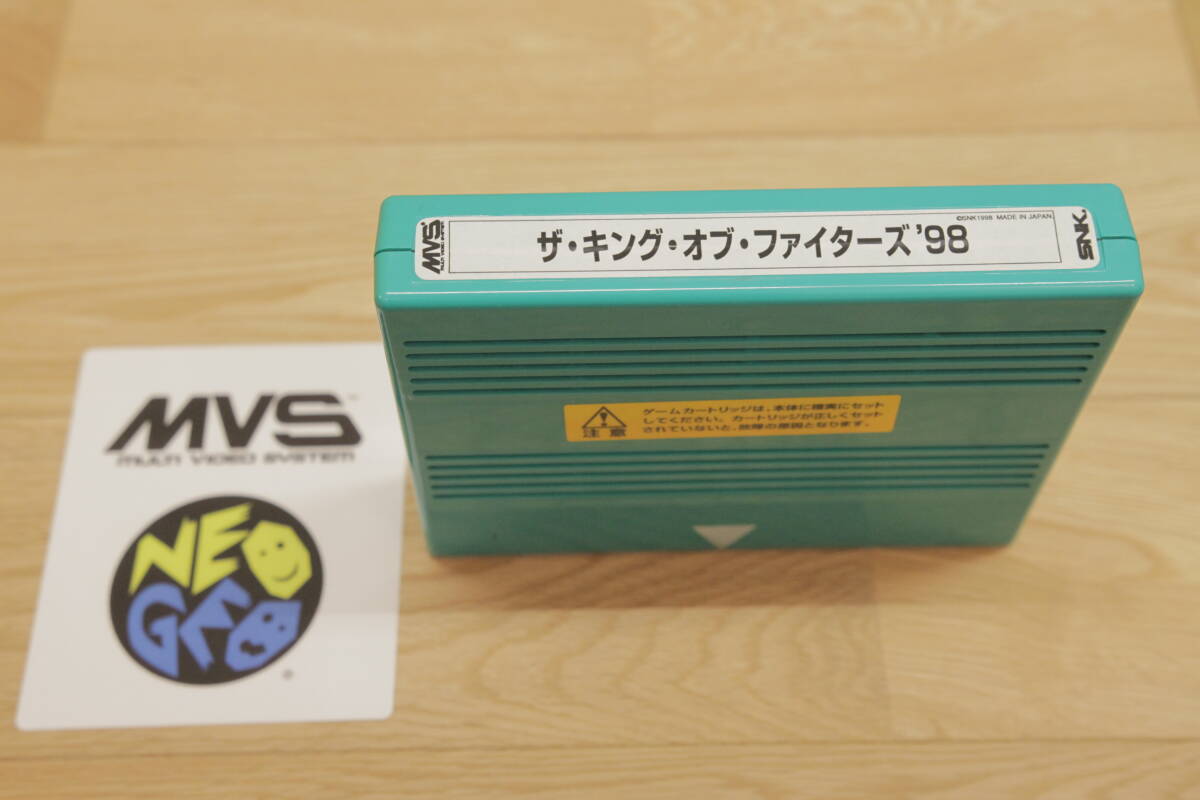 MVS
MULTI VIDEO SYSTEM
ザ・キング・オブ・ファイターズ '98
©SNK1998 MADE IN JAPAN
SNK
注意
ゲームカートリッジは、本体に確実にセット
してください。カートリッジが正しくセット
されていないと、故障の原因となります。
MVS
MULTI VIDEO SYSTEM
NEO
GEO